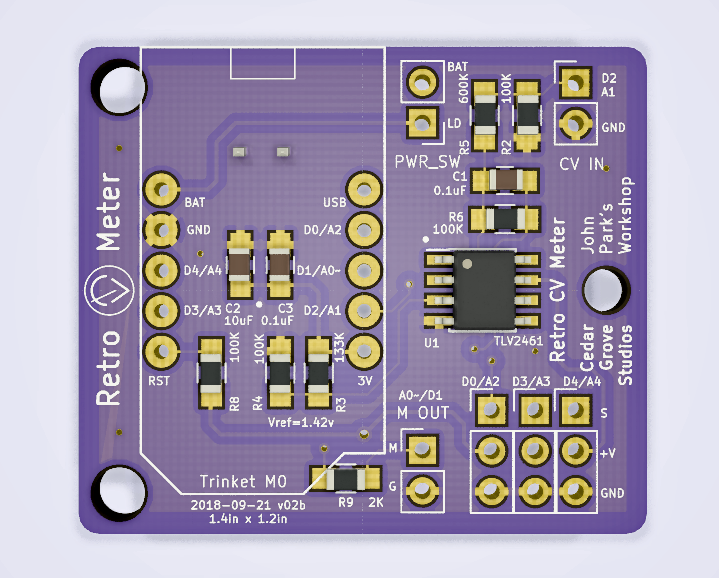 BAT
600K
100K
D2
A1
LD
GND
R5
R2
PWR_SW
CV IN
C1
0.1uF
R6
100K
BAT
USB
GND
D0/A2
D4/A4
D1/A0~
D3/A3
D2/A1
C2
10uF
C3
0.1uF
RST
3V
100K
R8
100K
R4
133K
R3
Vref=1.42v
U1
TLV2461
Retro Meter
Retro CV Meter
John
Park's
Workshop
Cedar
Grove
Studios
A0~/D1
M OUT
M
G
D0/A2
D3/A3
D4/A4
S
+V
GND
Trinket M0
2018-09-21 v02b
1.4in x 1.2in
R9
2K